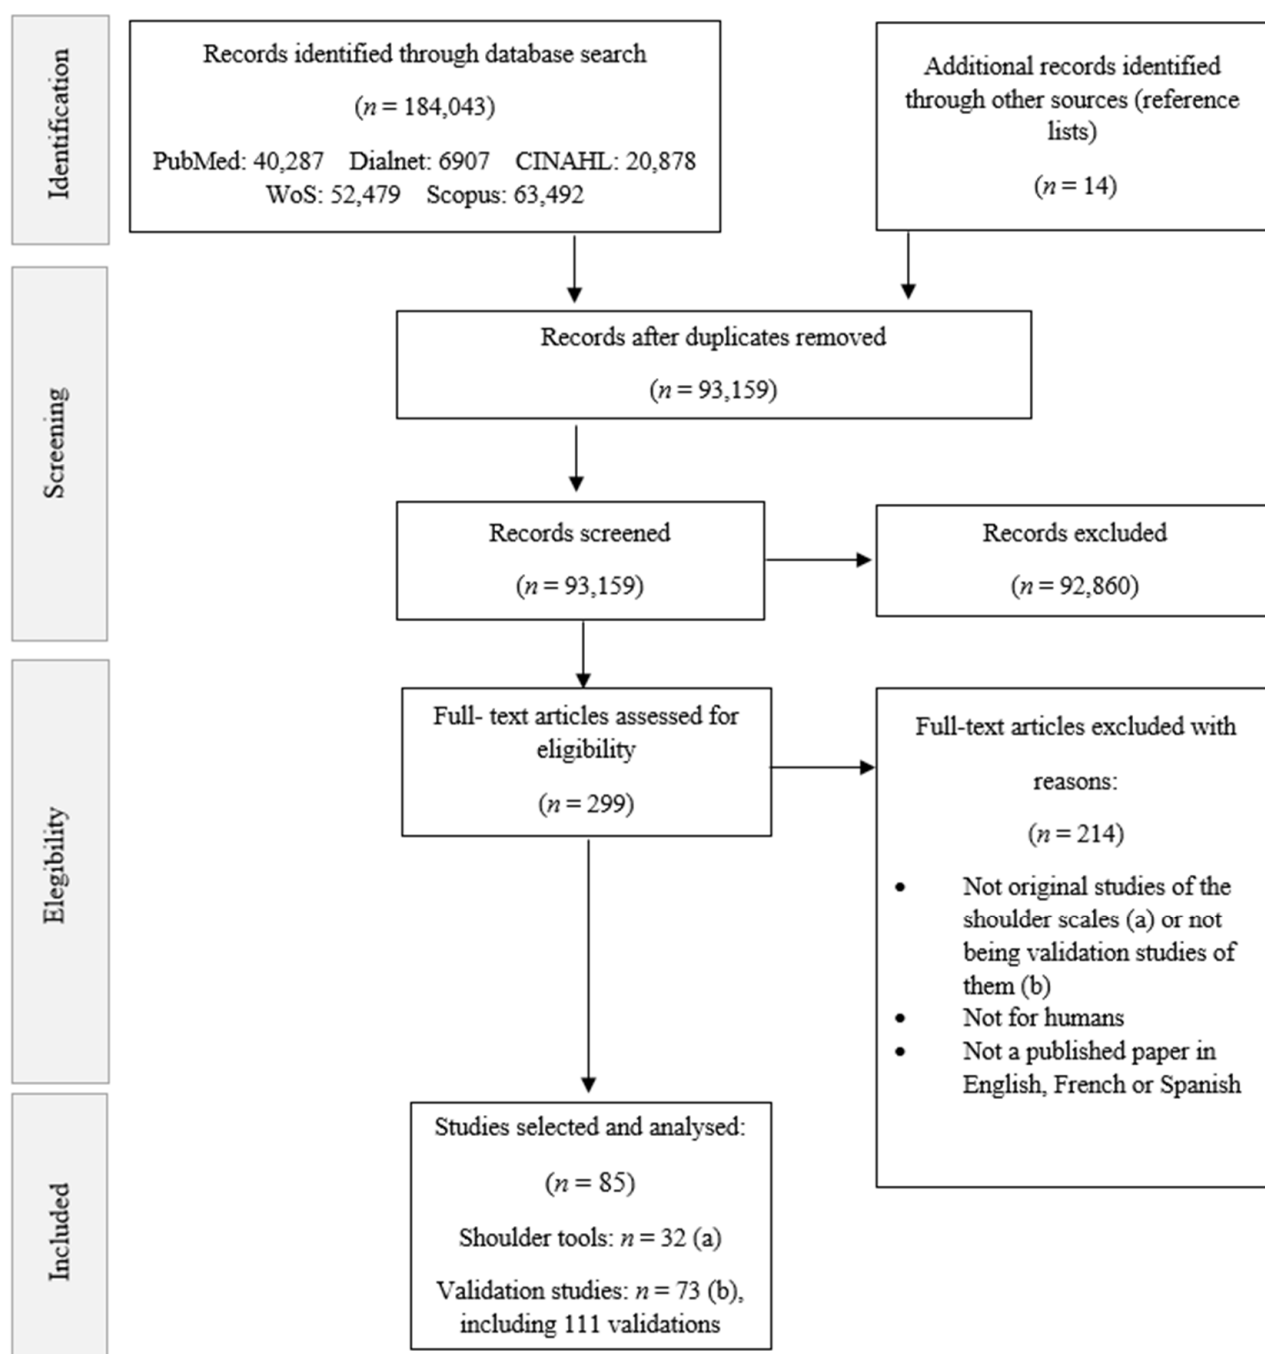 Identification
Records identified through database search
(n = 184,043)
PubMed: 40,287 Dialnet: 6907 CINAHL: 20,878
WoS: 52,479 Scopus: 63,492
Additional records identified
through other sources (reference
lists)
(n = 14)
Screening
Records after duplicates removed
(n = 93,159)
Records screened
(n = 93,159)
Records excluded
(n = 92,860)
Elegibility
Full- text articles assessed for
eligibility
(n = 299)
Full-text articles excluded with
reasons:
(n = 214)
• Not original studies of the
shoulder scales (a) or not
being validation studies of
them (b)
• Not for humans
• Not a published paper in
English, French or Spanish
Included
Studies selected and analysed:
(n = 85)
Shoulder tools: n = 32 (a)
Validation studies: n = 73 (b),
including 111 validations